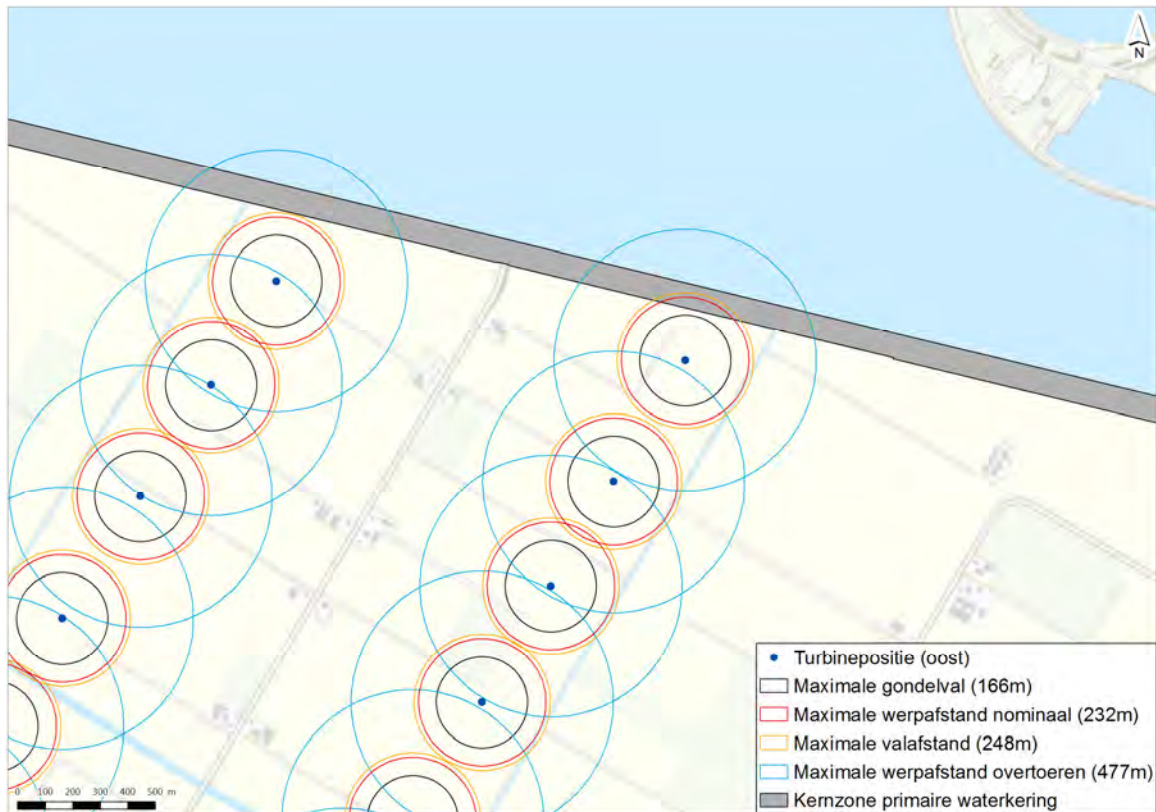 N
Turbinepositie (oost)
Maximale gondelval (166m)
Maximale werpafstand nominaal (232m)
Maximale valafstand (248m)
Maximale werpafstand overtoeren (477m)
Kernzone primaire waterkering
0 100 200 300 400 500 m